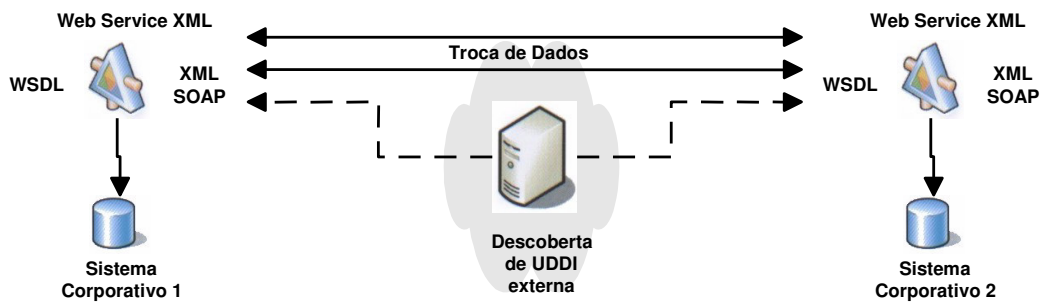 Web Service XML
WSDL
XML
SOAP
Sistema
Corporativo 1
Troca de Dados
Descoberta
de UDDI
externa
Web Service XML
WSDL
XML
SOAP
Sistema
Corporativo 2